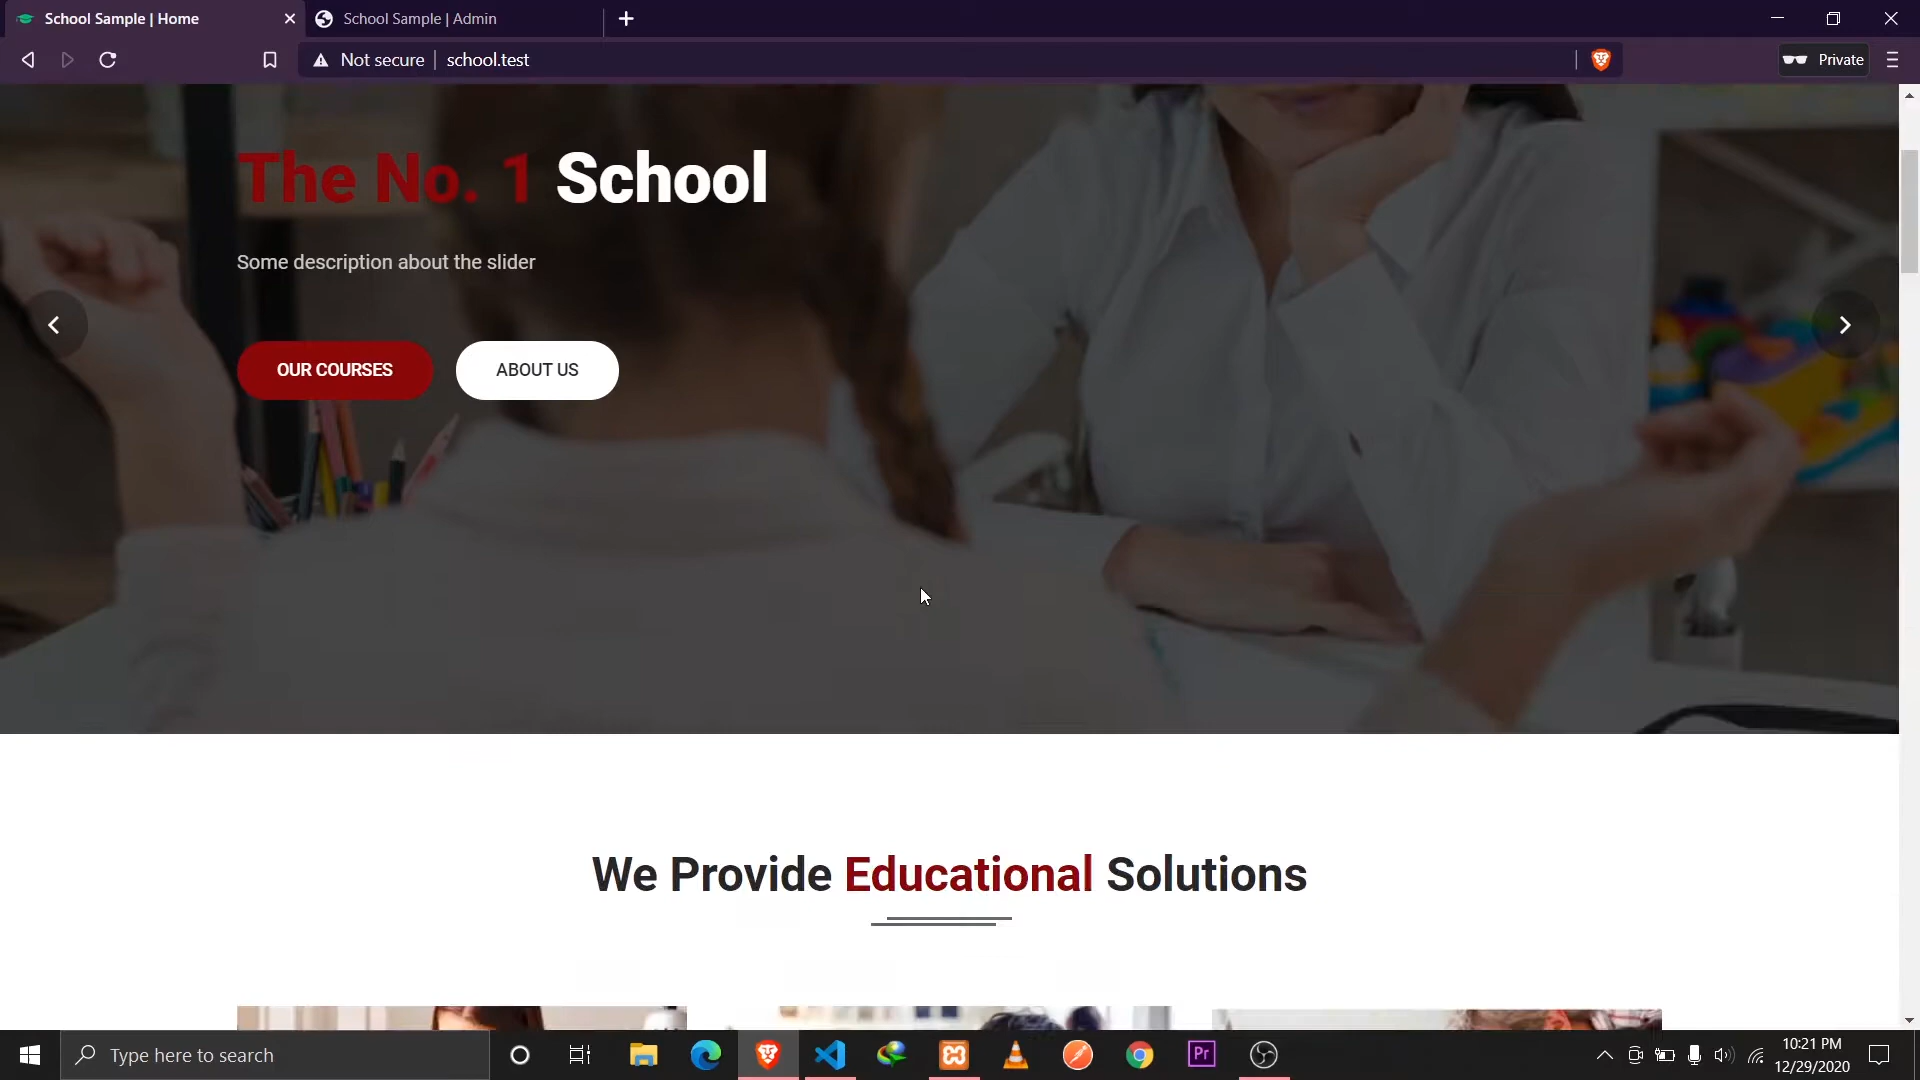 School Sample | Home
School Sample | Admin
Not secure
school.test
Private
The No. 1 School
Some description about the slider
OUR COURSES
ABOUT US
We Provide Educational Solutions
Type here to search
Pr
10:21 PM
12/29/2020